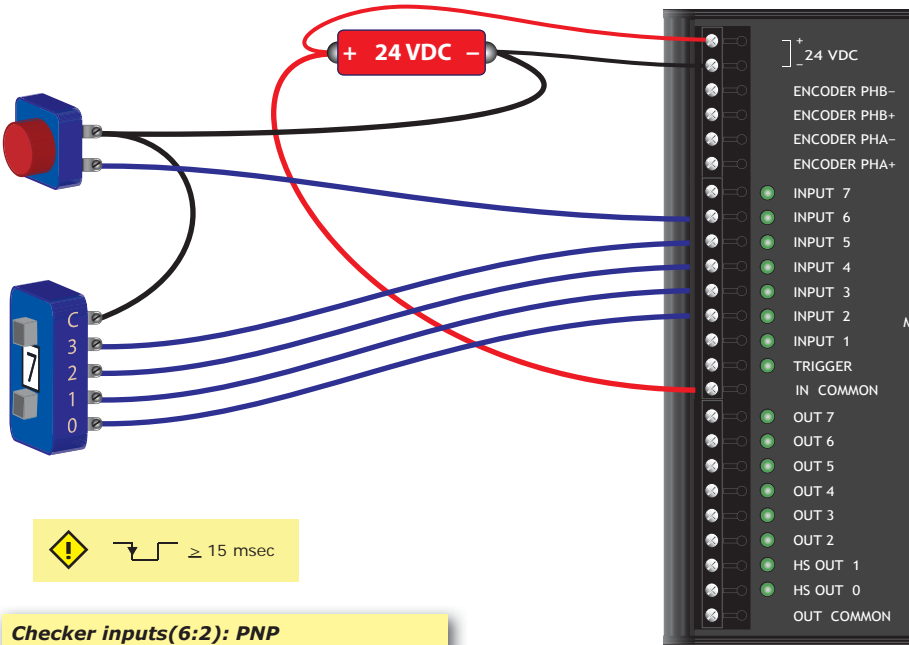 + 24 VDC −
+
24 VDC
−
ENCODER PHB−
ENCODER PHB+
ENCODER PHA−
ENCODER PHA+
INPUT 7
INPUT 6
INPUT 5
INPUT 4
INPUT 3
INPUT 2
INPUT 1
TRIGGER
IN COMMON
OUT 7
OUT 6
OUT 5
OUT 4
OUT 3
OUT 2
HS OUT 1
HS OUT 0
OUT COMMON
M
C
3
2
1
0
7
! ≥ 15 msec
Checker inputs(6:2): PNP